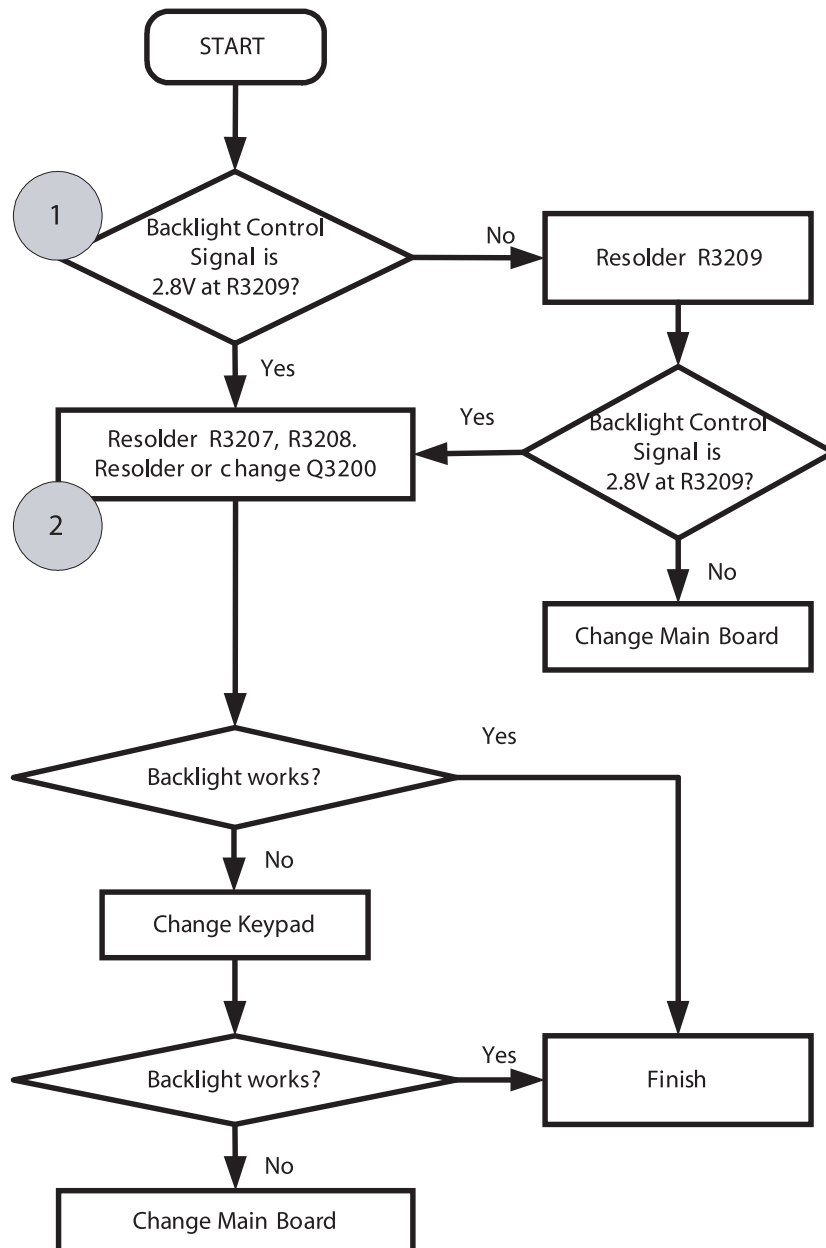 START
1
Backlight Control
Signal is
2.8V at R3209?
No
Resolder R3209
Yes
Backlight Control
Signal is
2.8V at R3209?
Yes
Resolder R3207, R3208.
Resolder or change Q3200
2
No
Change Main Board
Backlight works?
Yes
No
Change Keypad
Backlight works?
Yes
Finish
No
Change Main Board